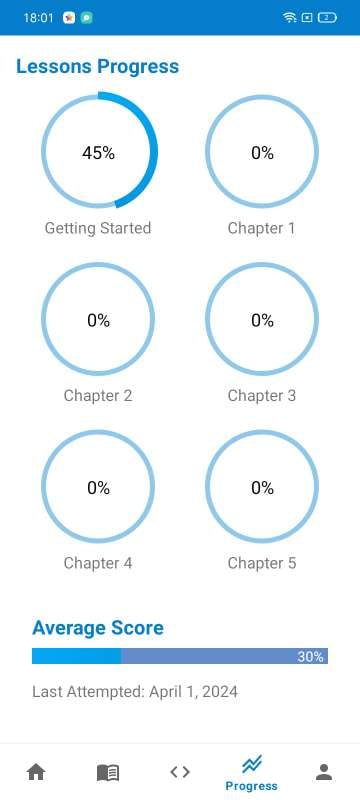 18:01
2
Lessons Progress
45%
0%
Getting Started
Chapter 1
0%
0%
Chapter 2
Chapter 3
0%
0%
Chapter 4
Chapter 5
Average Score
30%
Last Attempted: April 1, 2024
Progress